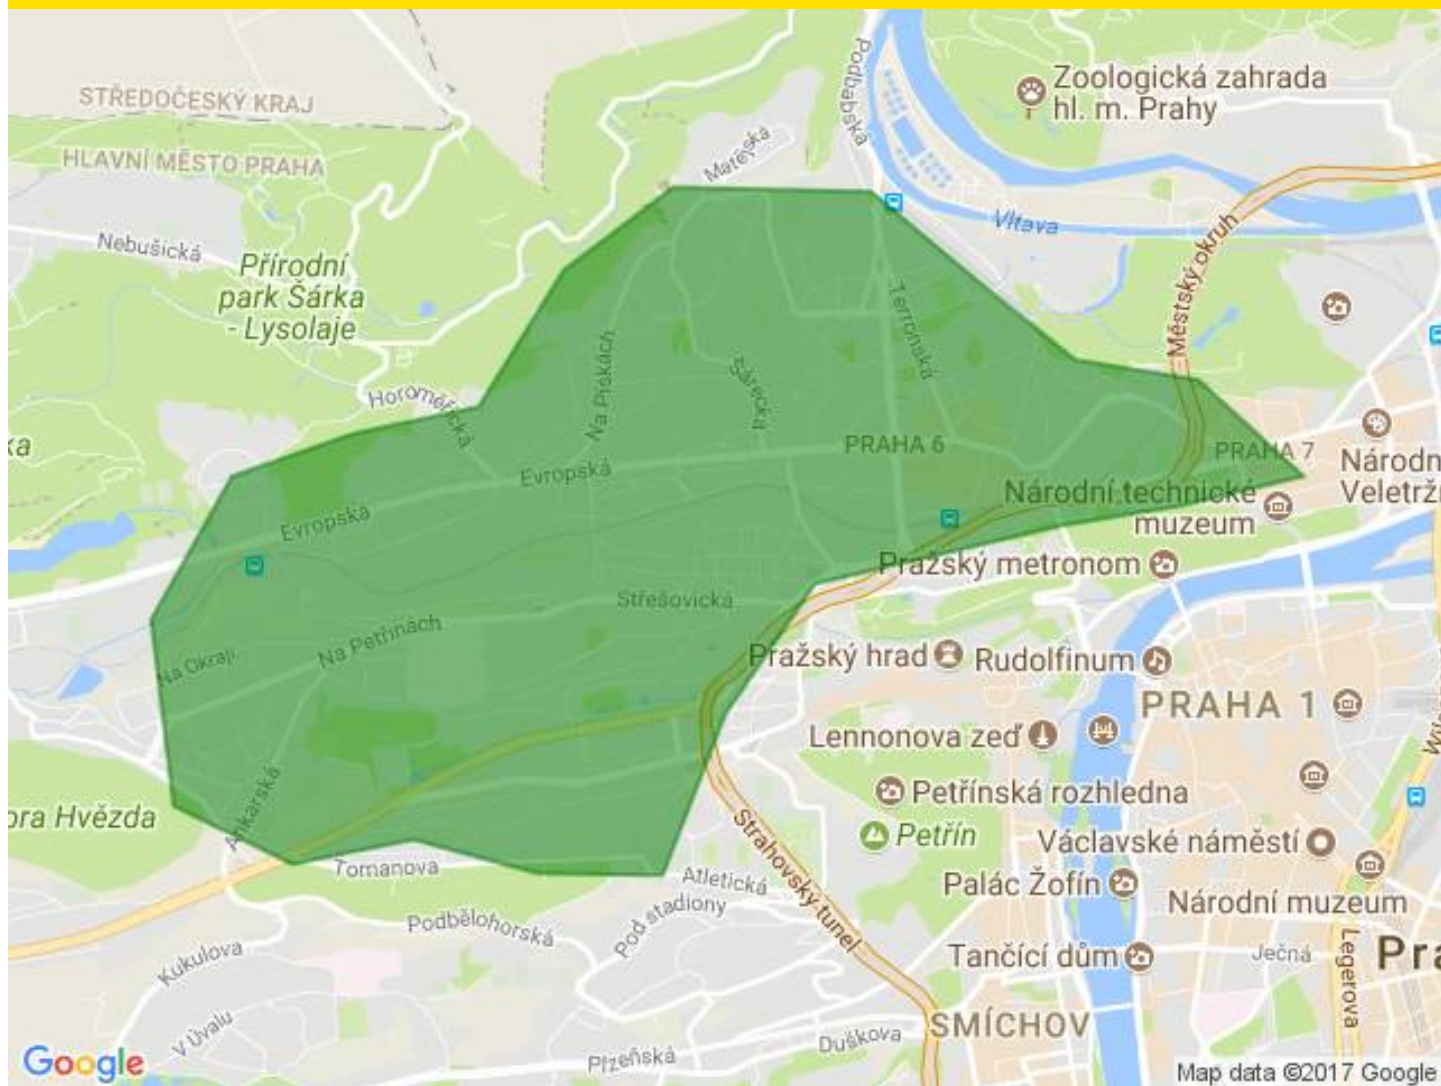 Podbabská
Zoologická zahrada
hl. m. Prahy
STŘEDOČESKÝ KRAJ
HLAVNÍ MĚSTO PRAHA
Matějská
Nebušická
Vltava
Městský okruh
Přírodní
park Šárka
- Lysolaje
Terronská
Na Pískách
Šárecká
Horoměřická
PRAHA 6
PRAHA 7
Evropská
Národn
Veletrž
Národní technické
muzeum
Evropská
Pražský metronom
Střešovická
Na Petřinách
Na Okraji
Pražský hrad
Rudolfinum
PRAHA 1
Lennonova zeď
Petřínská rozhledna
Ankarská
ora Hvězda
Petřín
Strahovský tunel
Václavské náměstí
Tomanova
Atletická
Palác Žofín
Národní muzeum
Podbělohorská
Pod stadiony
Kukulova
Tančící dům
Ječná
Legerova
Pra
V Úvalu
SMÍCHOV
Duškova
Plzeňská
Google
Map data ©2017 Google